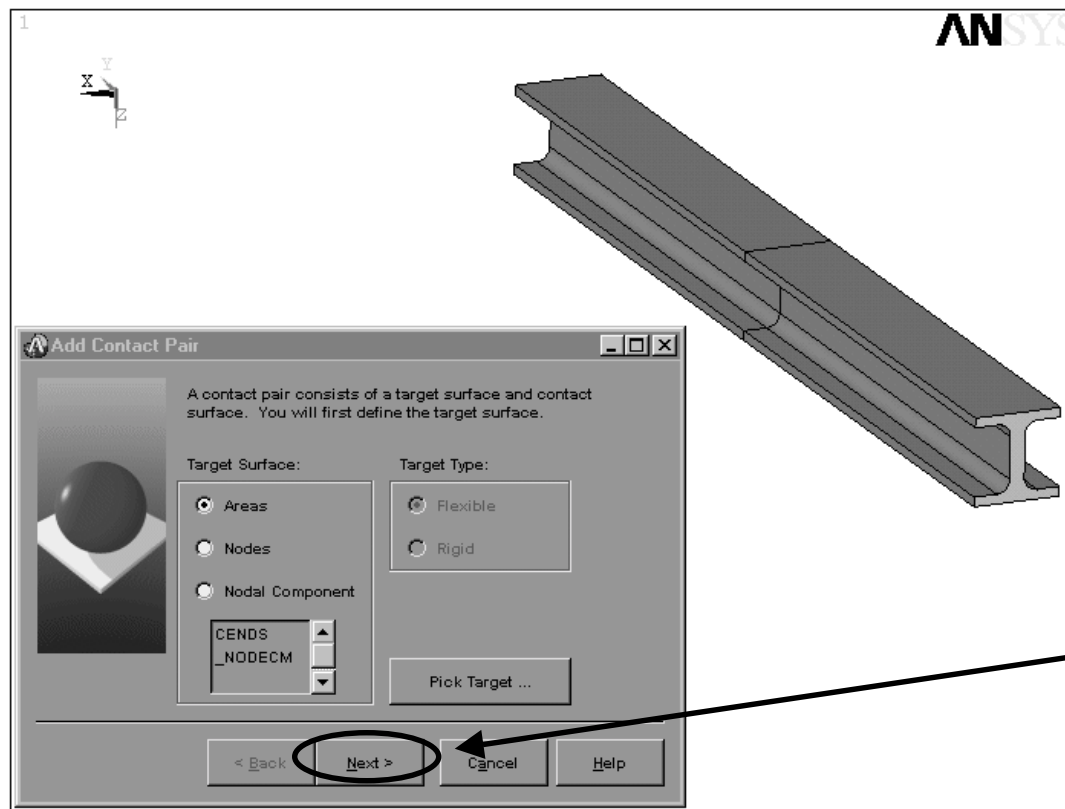 1
ANSYS
X
Y
Z
Add Contact Pair
A contact pair consists of a target surface and contact
surface. You will first define the target surface.
Target Surface:
Areas
Nodes
Nodal Component
CENDS
_NODECM
Target Type:
Flexible
Rigid
Pick Target ...
< Back
Next >
Cancel
Help